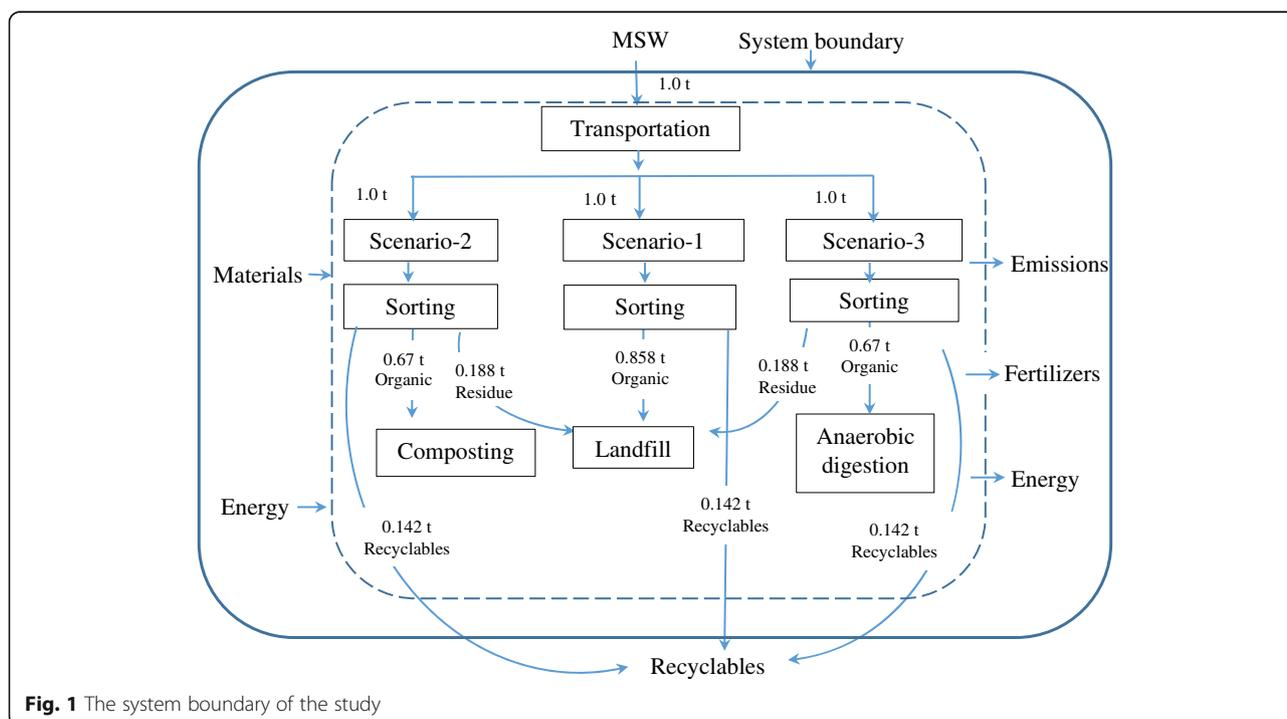 MSW
System boundary
1.0 t
Transportation
1.0 t
1.0 t
1.0 t
Scenario-2
Scenario-1
Scenario-3
Materials
Emissions
Sorting
Sorting
Sorting
0.67 t
Organic
0.188 t
Residue
0.858 t
Organic
0.188 t
Residue
0.67 t
Organic
Fertilizers
Composting
Landfill
Anaerobic
digestion
Energy
Energy
0.142 t
Recyclables
0.142 t
Recyclables
0.142 t
Recyclables
Recyclables
Fig. 1 The system boundary of the study